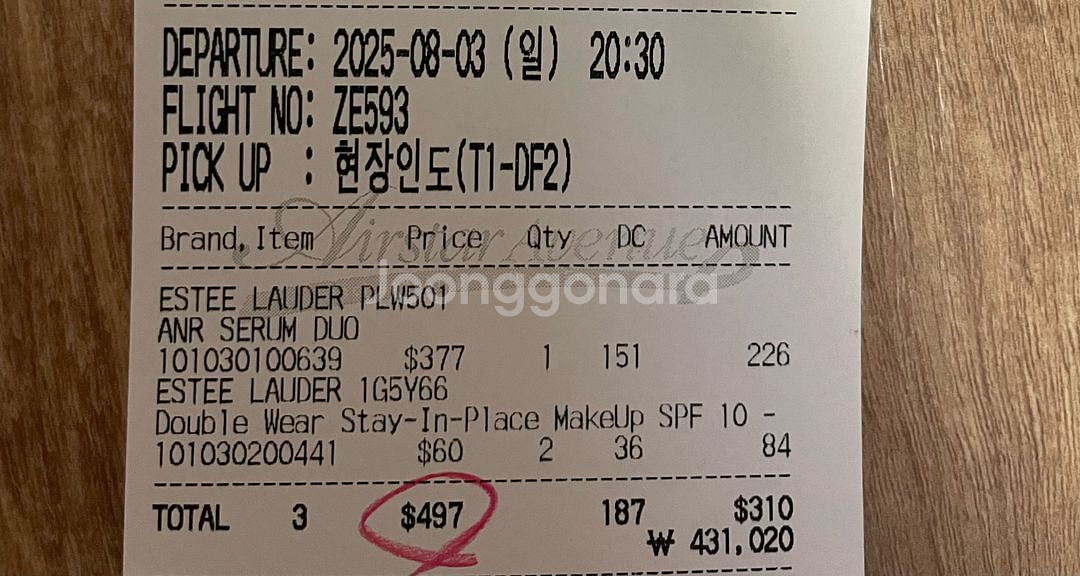 DEPARTURE: 2025-08-03 (일) 20:30
FLIGHT NO: ZE593
PICK UP : 현장인도(T1-DF2)
Airstar Avenue
Brand, Item Price Qty DC AMOUNT
Joonggonara
ESTEE LAUDER PLW501
ANR SERUM DUO
101030100639 $377 1 151 226
ESTEE LAUDER 1G5Y66
Double Wear Stay-In-Place MakeUp SPF 10 -
101030200441 $60 2 36 84
TOTAL 3 $497 187 $310
₩ 431,020